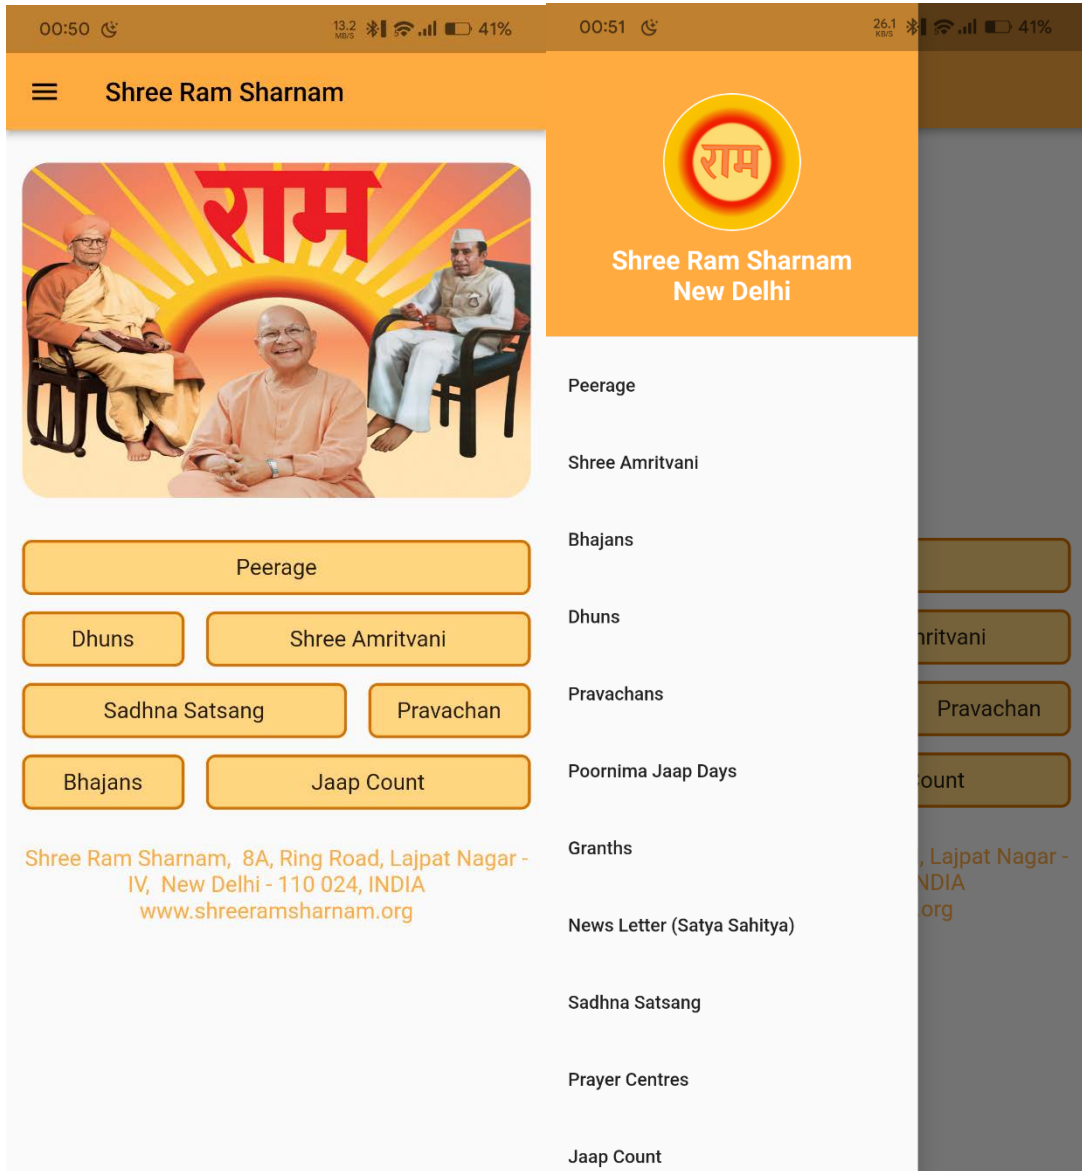 00:50
13.2
MB/S
41%
Shree Ram Sharnam
राम
Peerage
Dhuns
Shree Amritvani
Sadhna Satsang
Pravachan
Bhajans
Jaap Count
Shree Ram Sharnam, 8A, Ring Road, Lajpat Nagar -
IV, New Delhi - 110 024, INDIA
www.shreeramsharnam.org
00:51
26.1
KB/S
41%
राम
Shree Ram Sharnam
New Delhi
Peerage
Shree Amritvani
Bhajans
Dhuns
Pravachans
Poornima Jaap Days
Granths
News Letter (Satya Sahitya)
Sadhna Satsang
Prayer Centres
Jaap Count
mritvani
Pravachan
ount
, Lajpat Nagar -
NDIA
.org